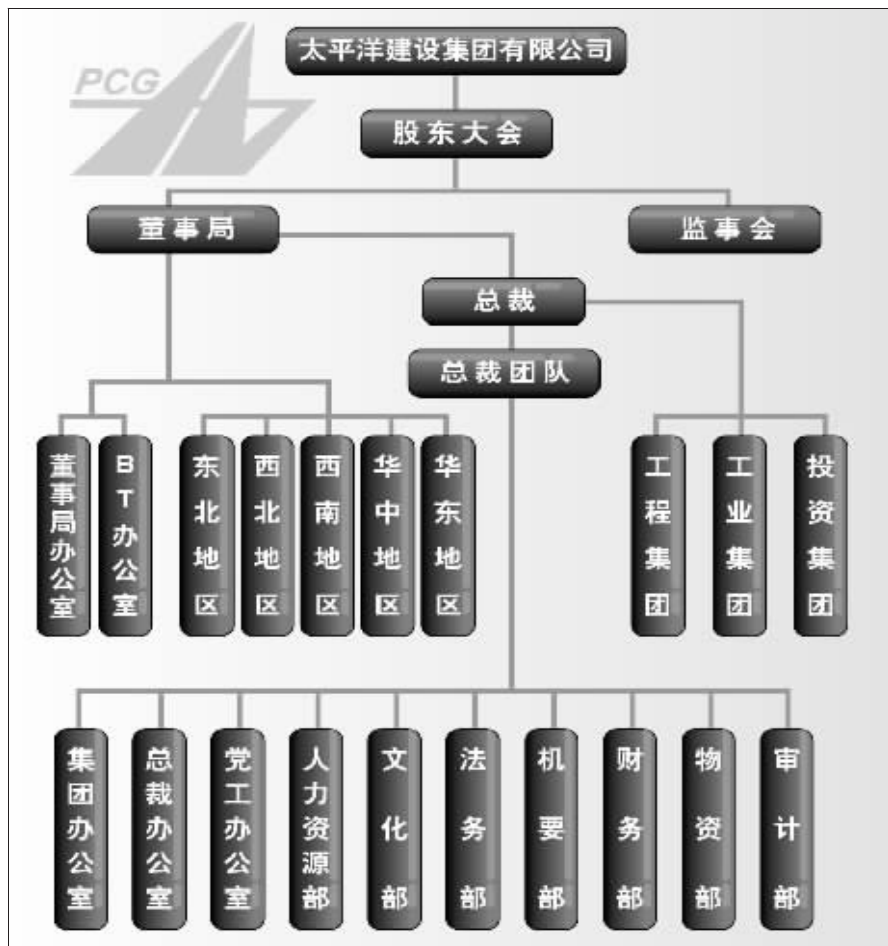 太平洋建设集团有限公司
PCG
股东大会
董事局
监事会
总裁
总裁团队
董事局办公室
BT办公室
东北地区
西北地区
西南地区
华中地区
华东地区
工程集团
工业集团
投资集团
集团办公室
总裁办公室
党工办公室
人力资源部
文化部
法务部
机要部
财务部
物资部
审计部